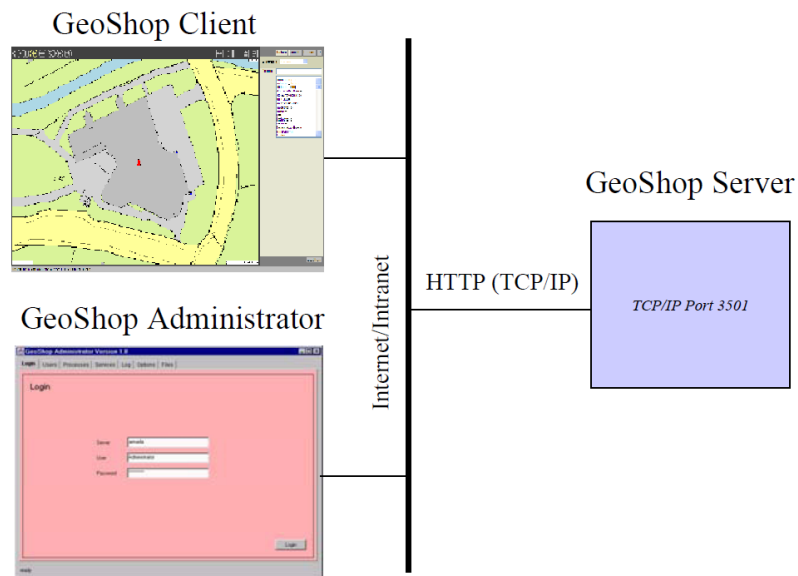 GeoShop Client
GeoShop Server
Internet/Intranet
HTTP (TCP/IP)
TCP/IP Port 3501
GeoShop Administrator
GeoShop Administrator Version 1.0
Login Users Processes Services Log Options Files
Login
Server
User Administrator
Password
Login
ready